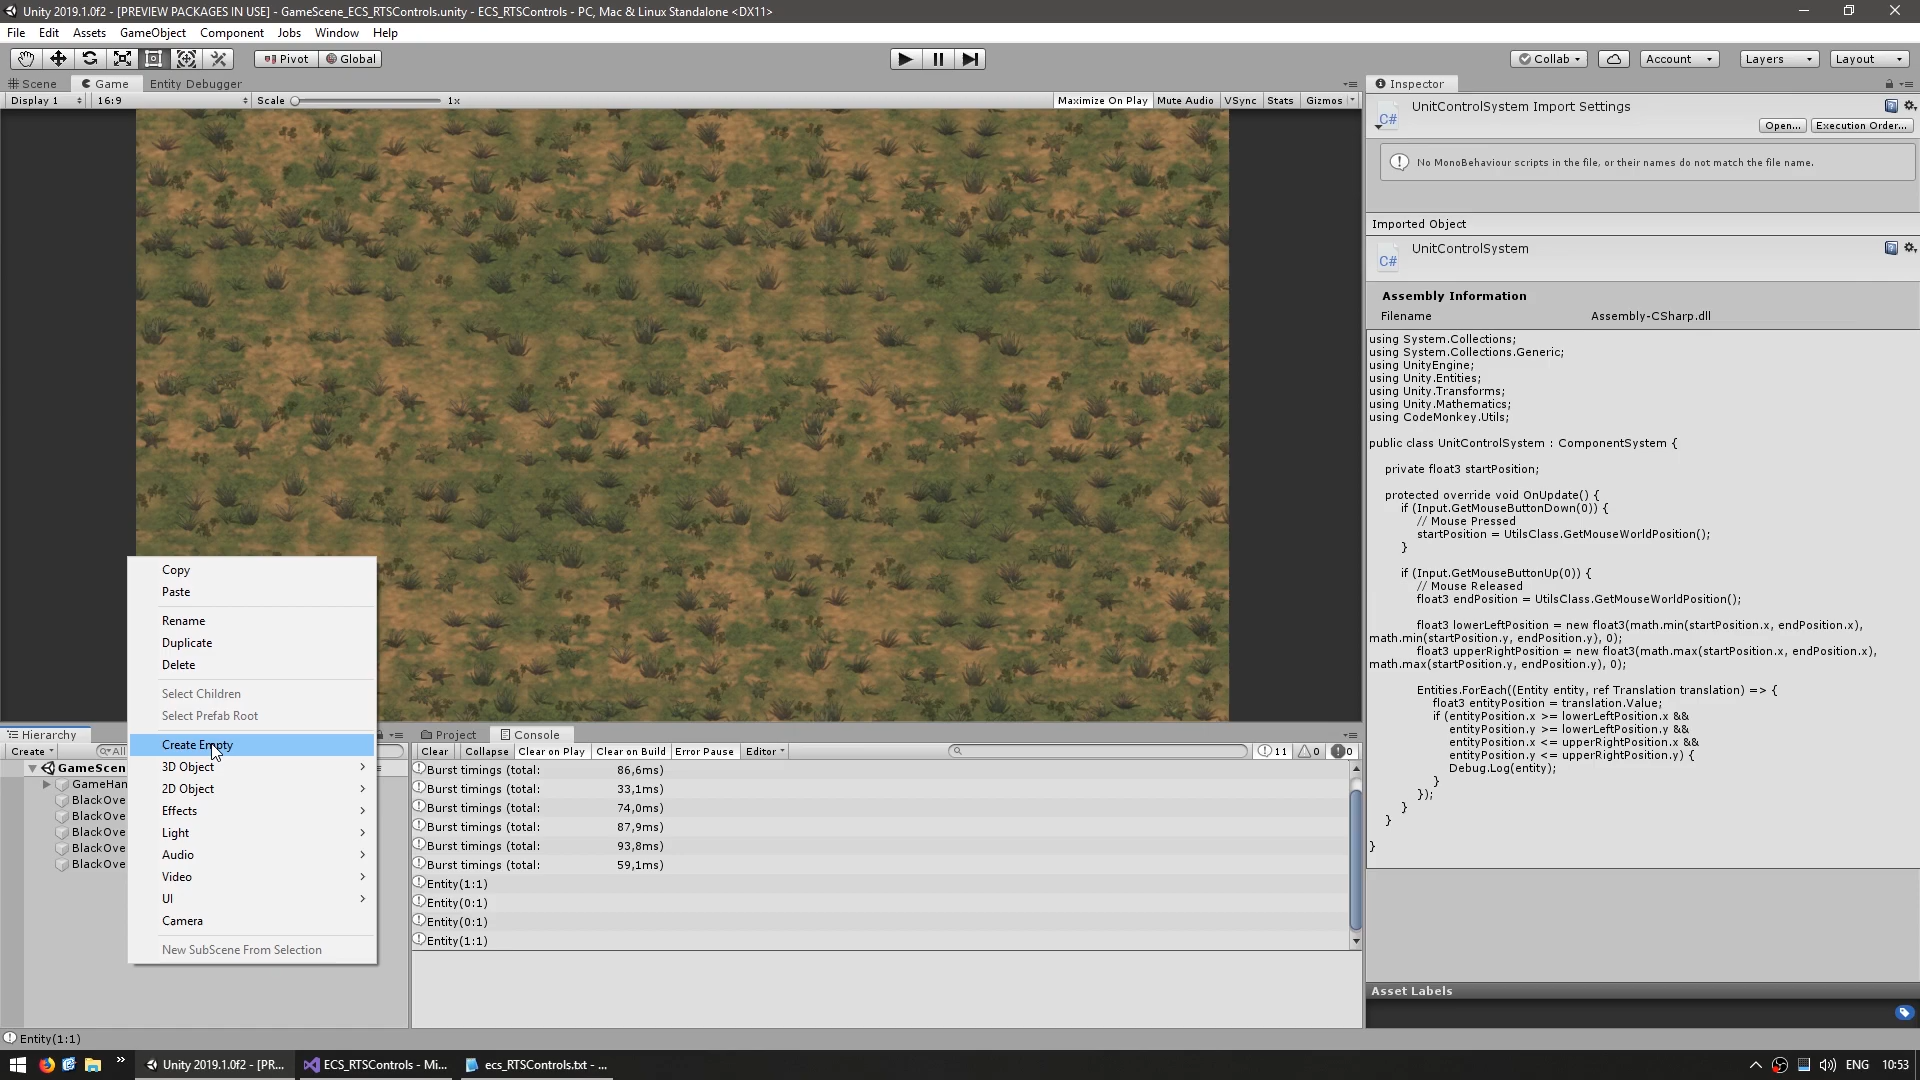 Unity 2019.1.0f2 - [PREVIEW PACKAGES IN USE] - GameScene_ECS_RTSControls.unity - ECS_RTSControls - PC, Mac & Linux Standalone <DX11>
File Edit Assets GameObject Component Jobs Window Help
Pivot Global Collab Account Layers Layout
Scene Game Entity Debugger
Display 1 16:9 Scale 1x Maximize On Play Mute Audio VSync Stats Gizmos
Inspector
UnitControlSystem Import Settings
Open... Execution Order...
No MonoBehaviour scripts in the file, or their names do not match the file name.
Imported Object
UnitControlSystem
Assembly Information
Filename Assembly-CSharp.dll
using System.Collections;
using System.Collections.Generic;
using UnityEngine;
using Unity.Entities;
using Unity.Transforms;
using Unity.Mathematics;
using CodeMonkey.Utils;
public class UnitControlSystem : ComponentSystem {
private float3 startPosition;
protected override void OnUpdate() {
if (Input.GetMouseButtonDown(0)) {
// Mouse Pressed
startPosition = UtilsClass.GetMouseWorldPosition();
}
if (Input.GetMouseButtonUp(0)) {
// Mouse Released
float3 endPosition = UtilsClass.GetMouseWorldPosition();
float3 lowerLeftPosition = new float3(math.min(startPosition.x, endPosition.x),
math.min(startPosition.y, endPosition.y), 0);
float3 upperRightPosition = new float3(math.max(startPosition.x, endPosition.x),
math.max(startPosition.y, endPosition.y), 0);
Entities.ForEach((Entity entity, ref Translation translation) => {
float3 entityPosition = translation.Value;
if (entityPosition.x >= lowerLeftPosition.x &&
entityPosition.y >= lowerLeftPosition.y &&
entityPosition.x <= upperRightPosition.x &&
entityPosition.y <= upperRightPosition.y) {
Debug.Log(entity);
}
});
}
}
}
Asset Labels
Copy
Paste
Rename
Duplicate
Delete
Select Children
Select Prefab Root
Create Empty
3D Object
2D Object
Effects
Light
Audio
Video
UI
Camera
New SubScene From Selection
Hierarchy
Create All
GameScen
GameHan
BlackOve
BlackOve
BlackOve
BlackOve
BlackOve
Project Console
Clear Collapse Clear on Play Clear on Build Error Pause Editor 11 0 0
Burst timings (total: 86,6ms)
Burst timings (total: 33,1ms)
Burst timings (total: 74,0ms)
Burst timings (total: 87,9ms)
Burst timings (total: 93,8ms)
Burst timings (total: 59,1ms)
Entity(1:1)
Entity(0:1)
Entity(0:1)
Entity(1:1)
Entity(1:1)
Unity 2019.1.0f2 - [PR... ECS_RTSControls - Mi... ecs_RTSControls.txt - ... ENG 10:53